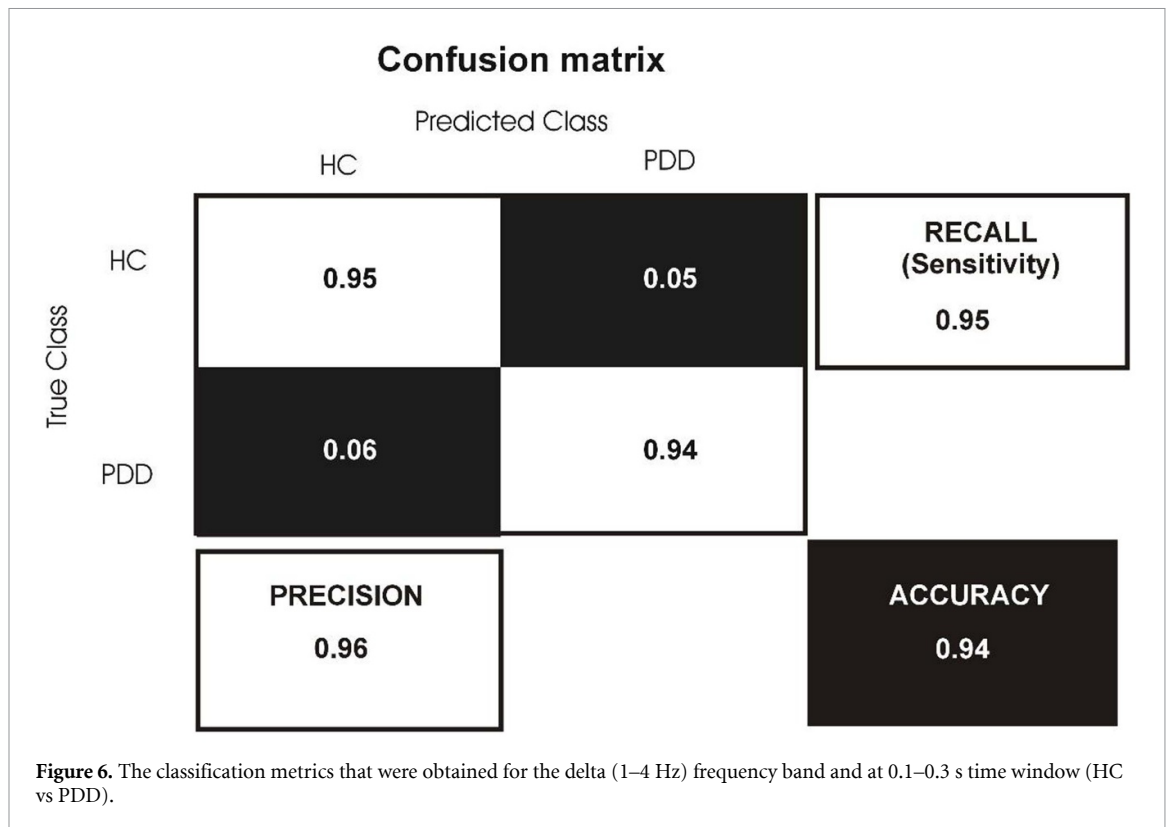 Confusion matrix
Predicted Class
HC PDD
True Class
HC
0.95 0.05
RECALL
(Sensitivity)
0.95
PDD
0.06 0.94
PRECISION
0.96
ACCURACY
0.94
Figure 6. The classification metrics that were obtained for the delta (1–4 Hz) frequency band and at 0.1–0.3 s time window (HC
vs PDD).